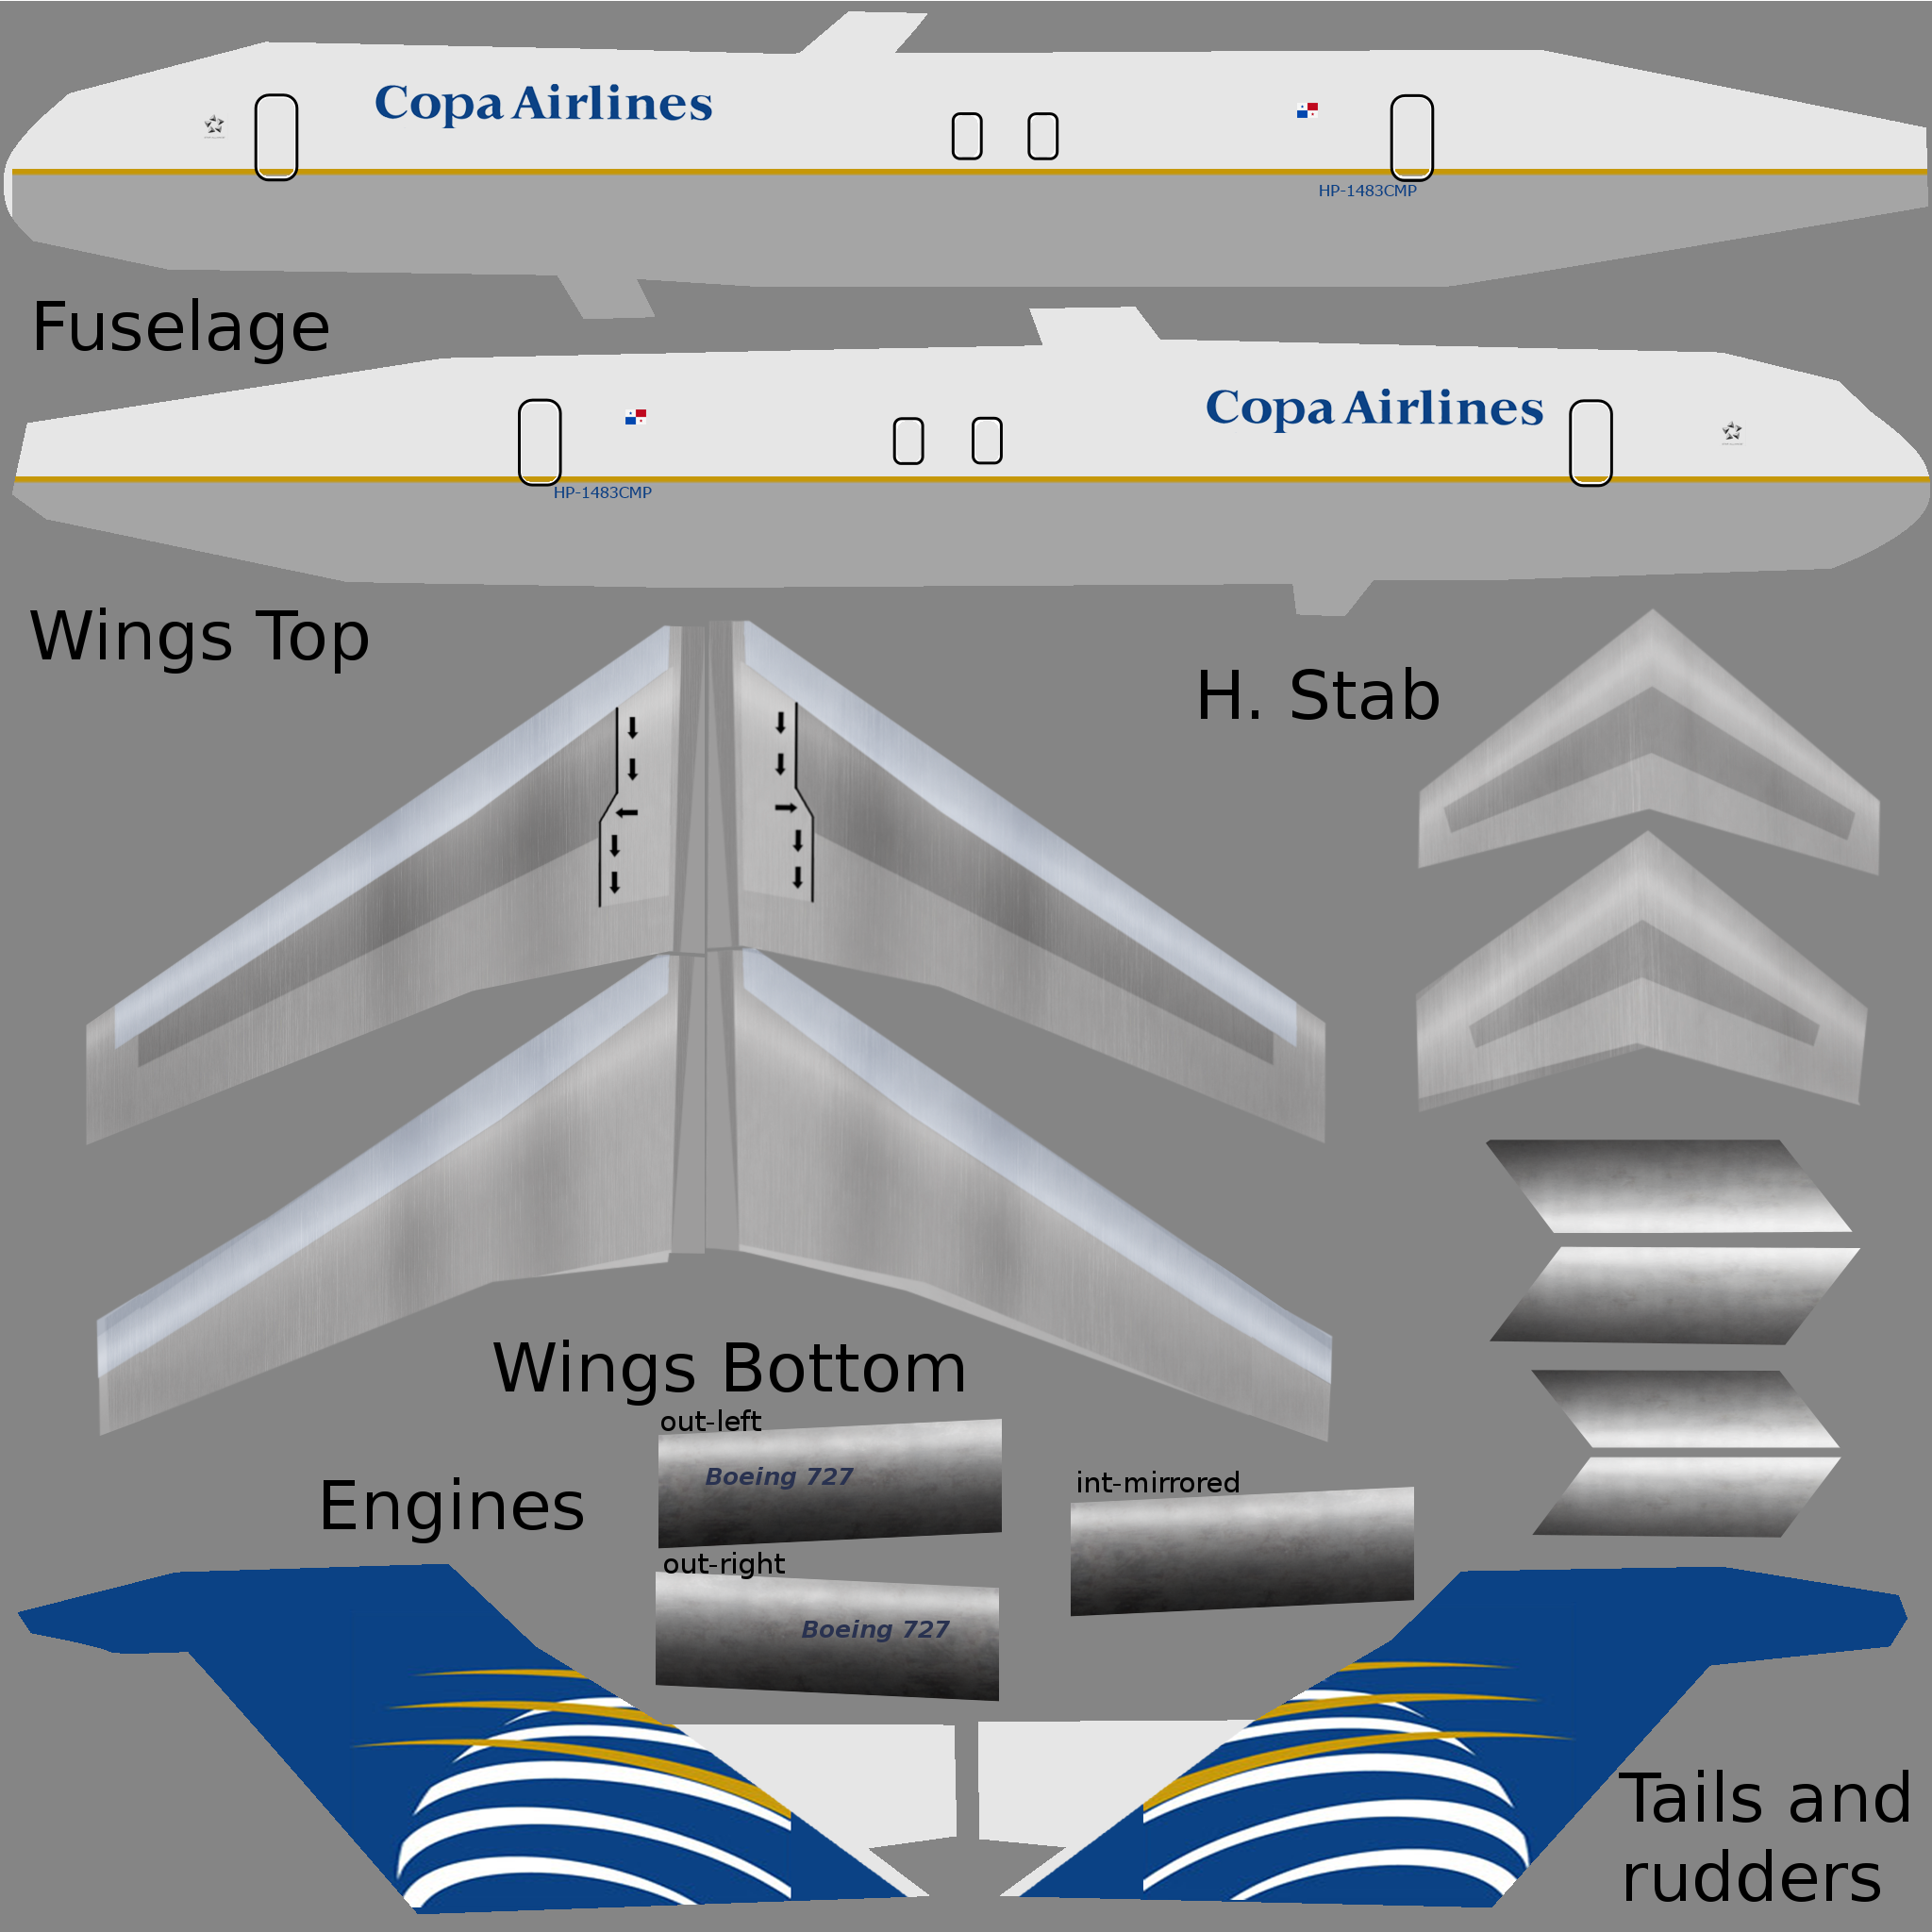 Copa Airlines
HP-1483CMP
Fuselage
Copa Airlines
HP-1483CMP
Wings Top
H. Stab
Wings Bottom
out-left
Boeing 727
Engines
int-mirrored
out-right
Boeing 727
Tails and
rudders